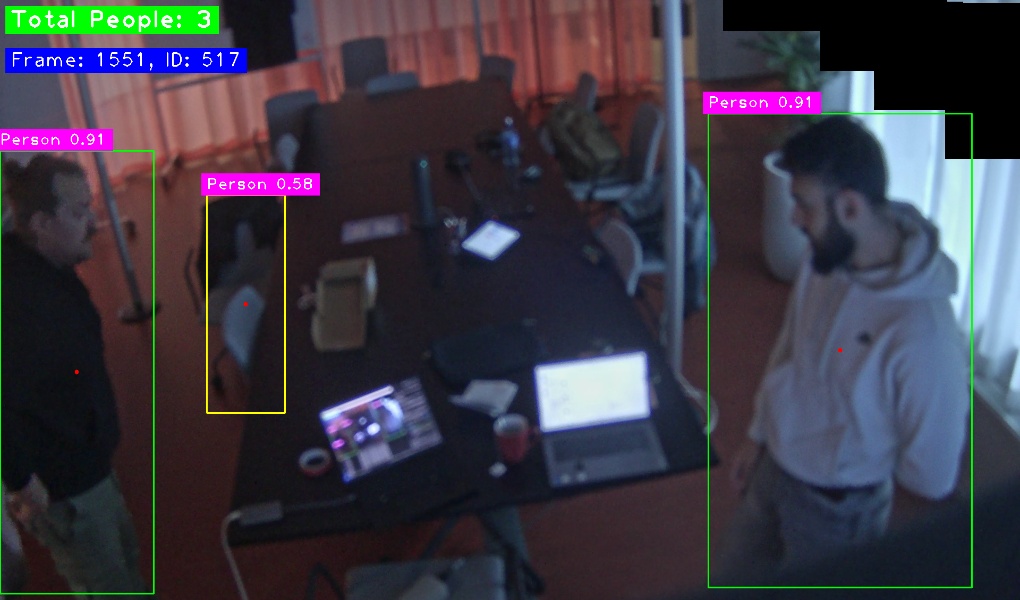 Total People: 3
Frame: 1551, ID: 517
Person 0.91
Person 0.91
Person 0.58